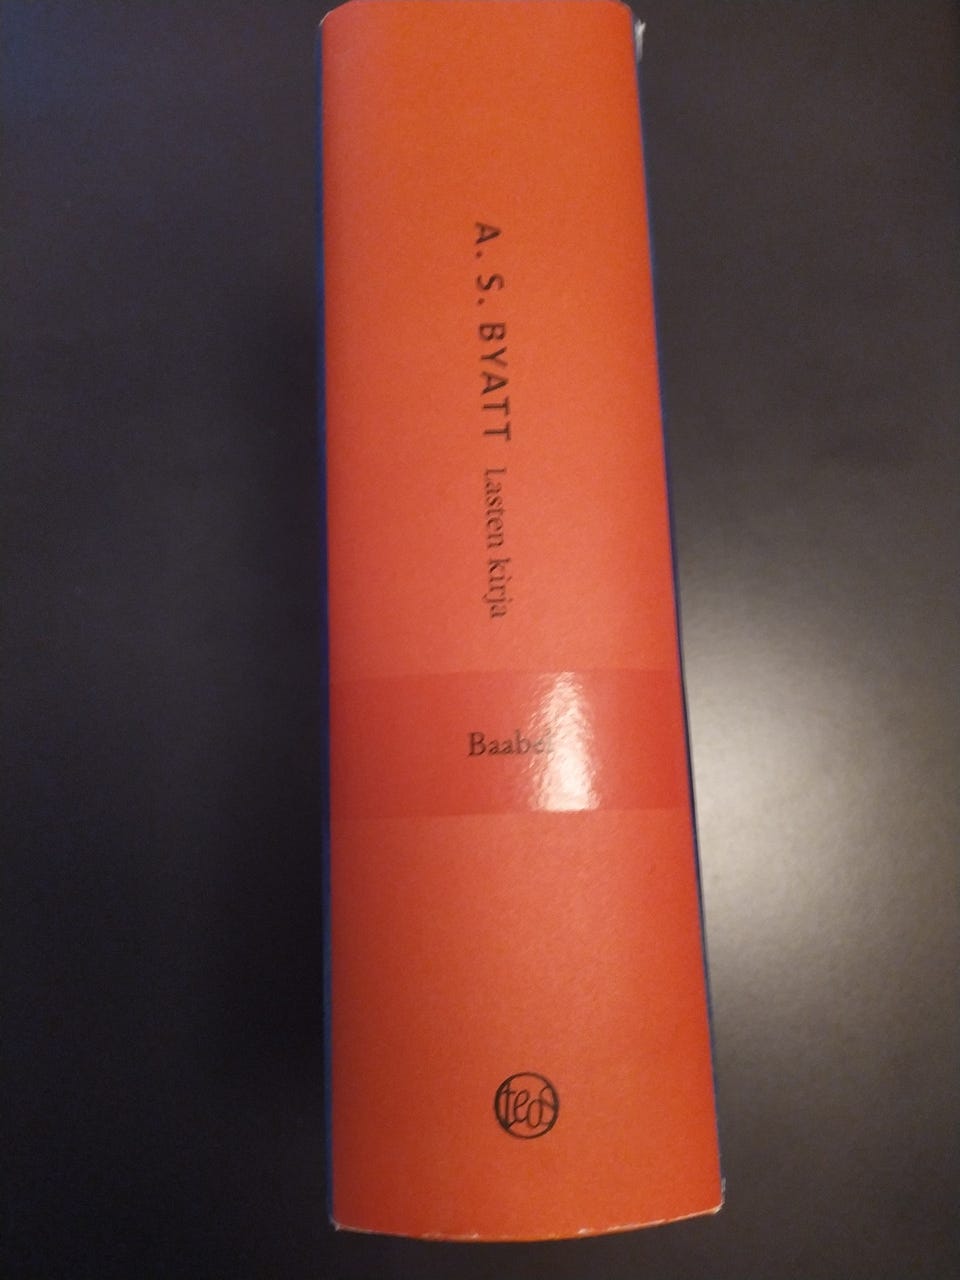 A. S. BYATT Lasten kirja
Baabel
teos